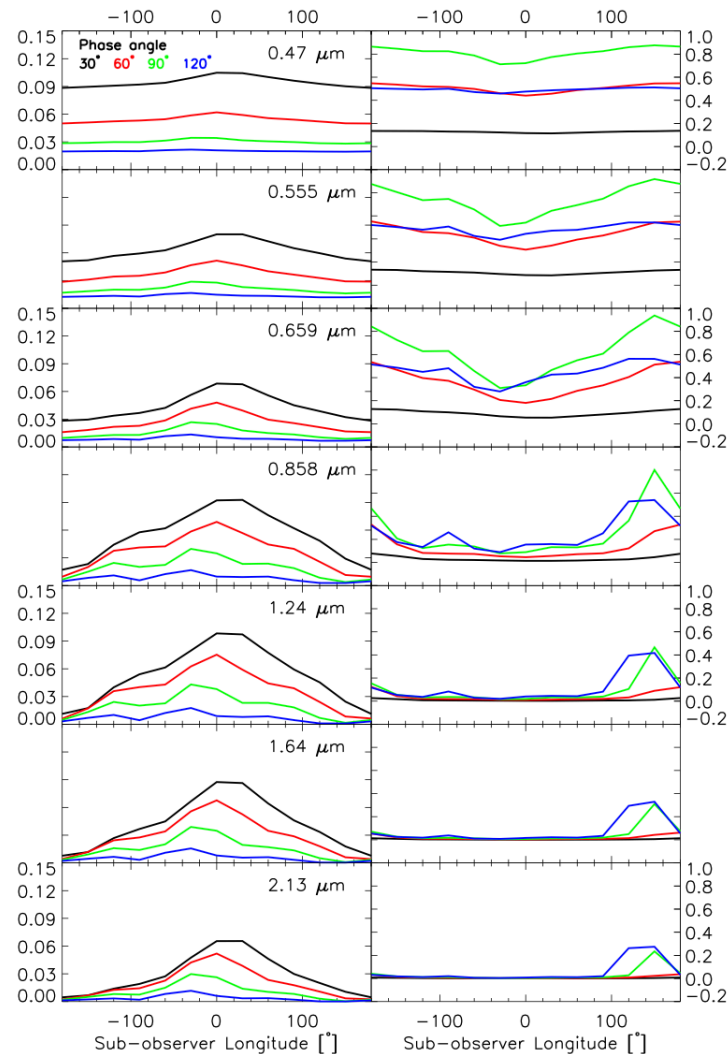 −100 0 100 −100 0 100
0.15 Phase angle 0.47 μm 1.0
30° 60° 90° 120° 0.8
0.12
0.09 0.6
0.06 0.4
0.03 0.2
0.00 0.0
−0.2
0.555 μm
0.15 0.659 μm 1.0
0.12 0.8
0.09 0.6
0.06 0.4
0.03 0.2
0.00 0.0
−0.2
0.858 μm
0.15 1.24 μm 1.0
0.12 0.8
0.09 0.6
0.06 0.4
0.03 0.2
0.00 0.0
−0.2
1.64 μm
0.15 2.13 μm 1.0
0.12 0.8
0.09 0.6
0.06 0.4
0.03 0.2
0.00 0.0
−0.2
−100 0 100 −100 0 100
Sub−observer Longitude [°] Sub−observer Longitude [°]